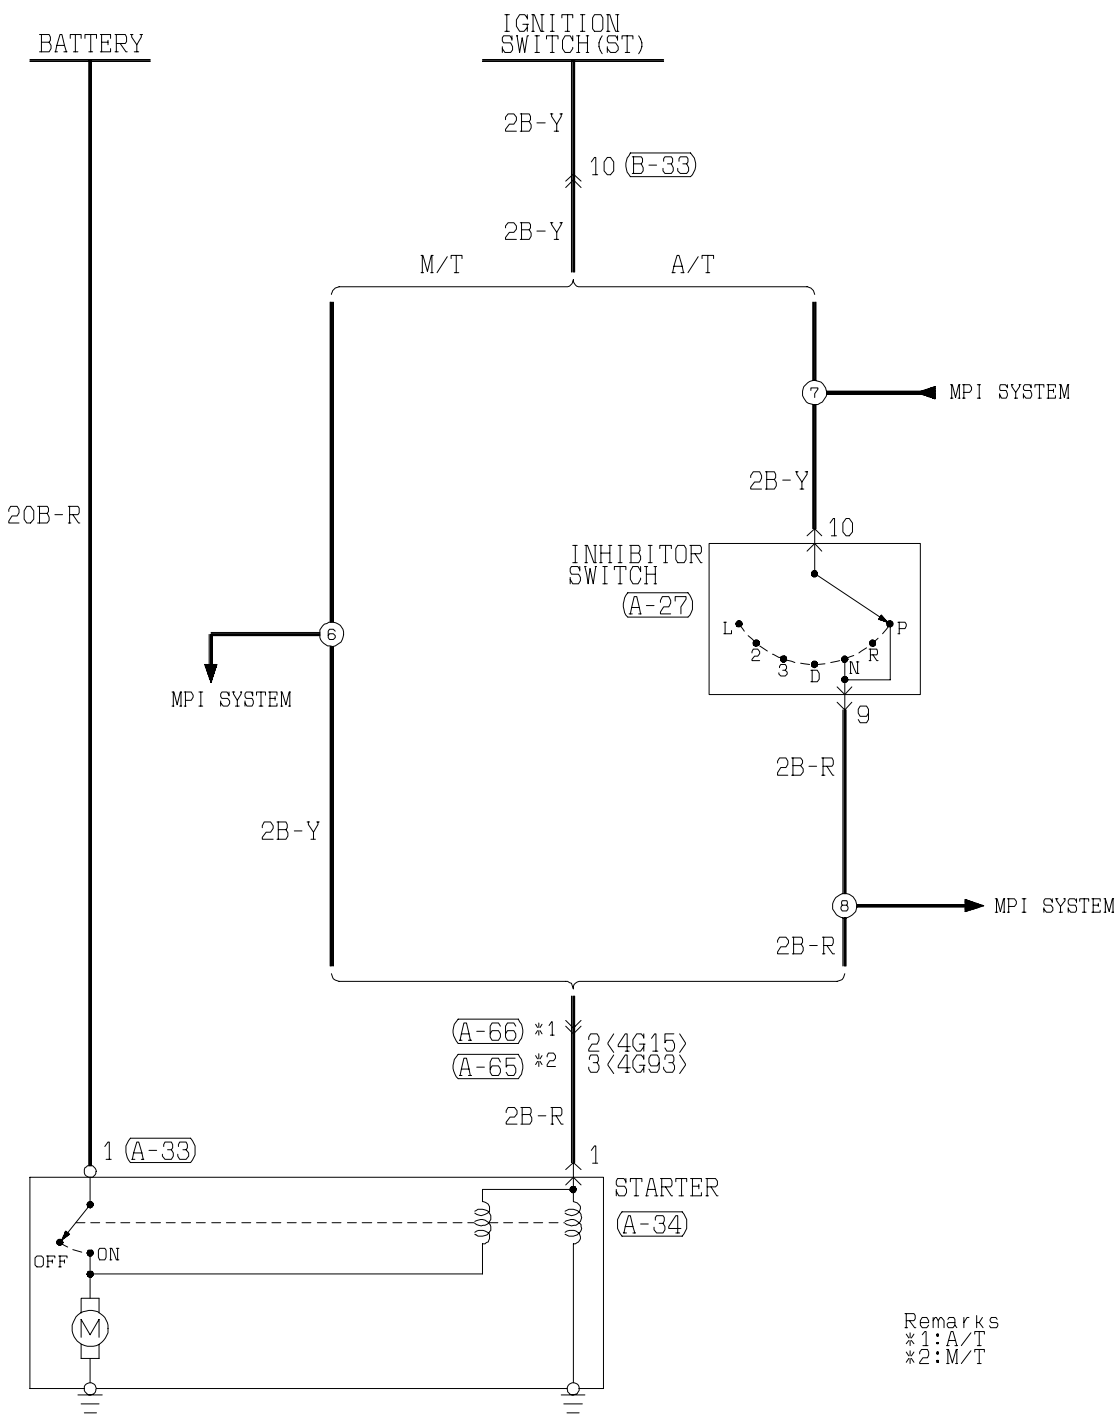 BATTERY
IGNITION
SWITCH(ST)
2B-Y
10 B-33
2B-Y
M/T
A/T
7
MPI SYSTEM
2B-Y
20B-R
10
INHIBITOR
SWITCH
A-27
L
2
3
D
N
R
P
6
MPI SYSTEM
9
2B-R
2B-Y
8
MPI SYSTEM
2B-R
A-66 *1
2<4G15>
A-65 *2
3<4G93>
2B-R
1 A-33
1
STARTER
A-34
OFF
ON
M
Remarks
*1:A/T
*2:M/T